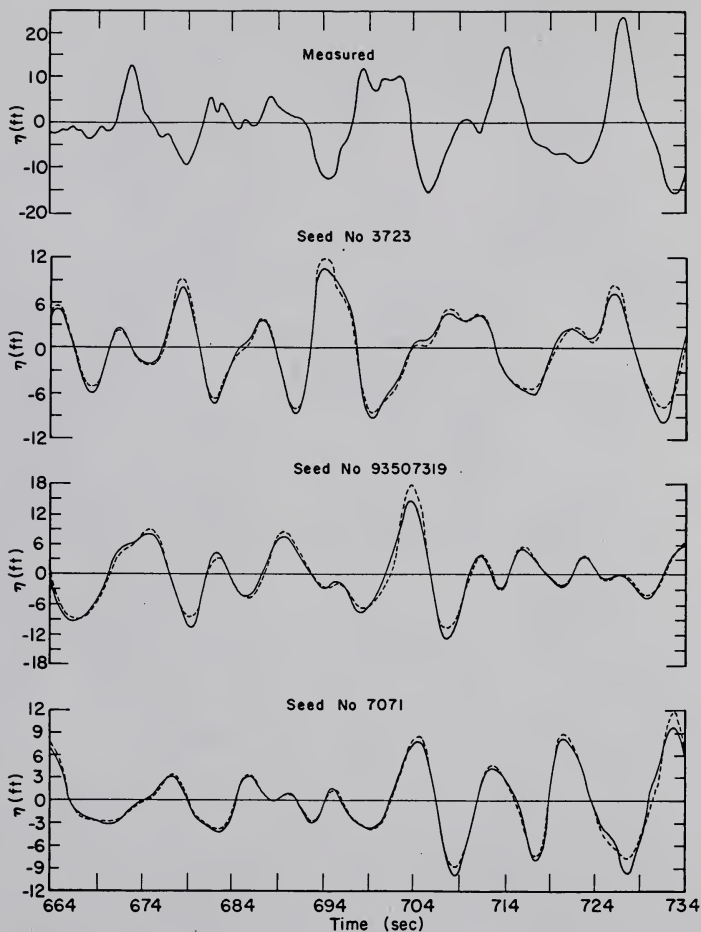 20
10
0
-10
-20
η(ft)
Measured
Seed No 3723
12
6
0
-6
-12
η(ft)
Seed No 93507319
18
12
6
0
-6
-12
-18
η(ft)
Seed No 7071
12
9
6
3
0
-3
-6
-9
-12
η(ft)
664 674 684 694 704 714 724 734
Time (sec)